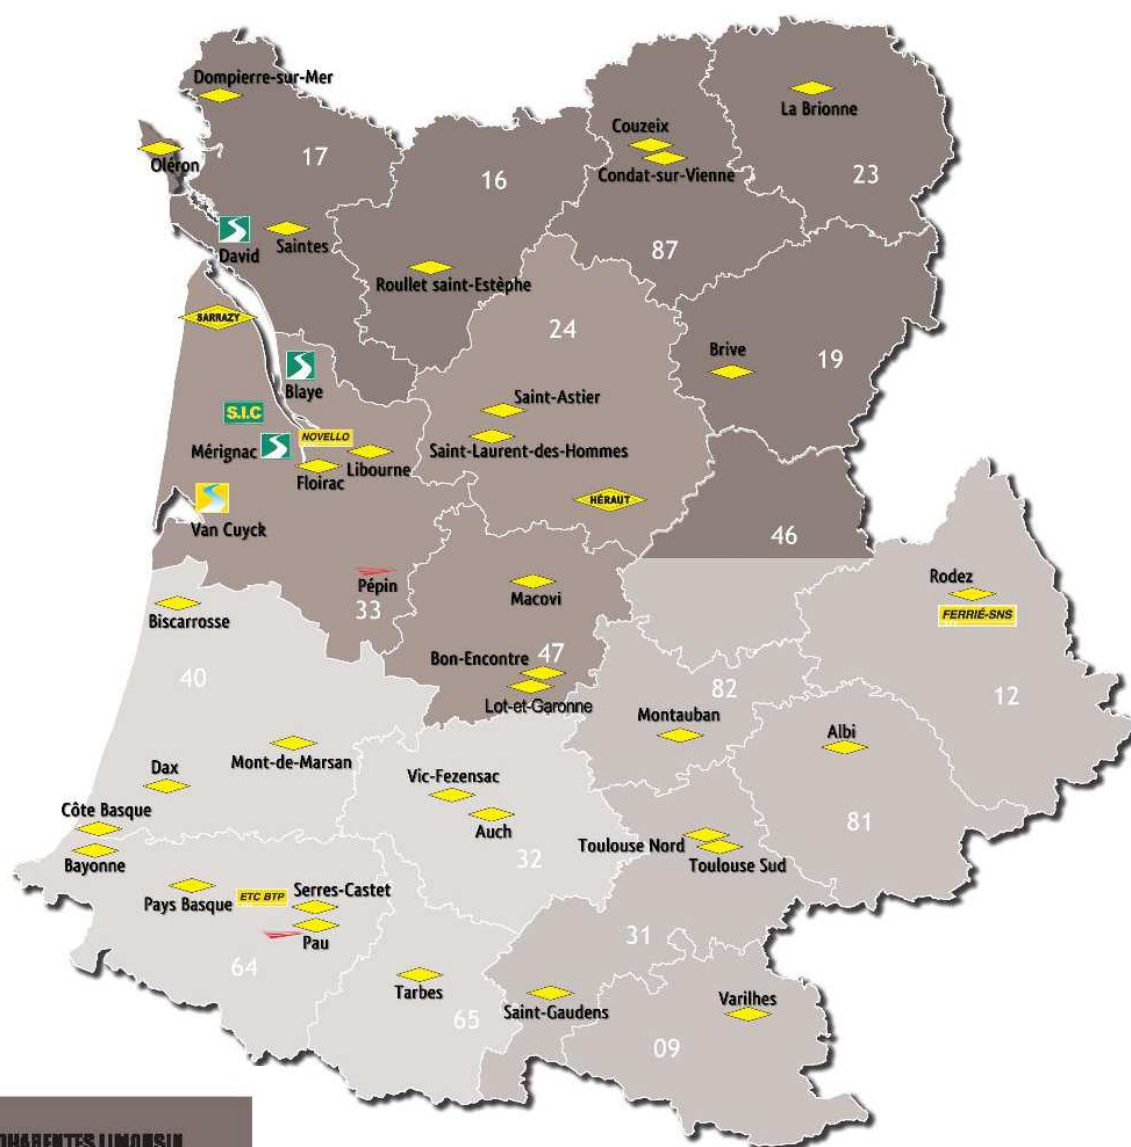 Dompierre-sur-Mer
La Brionne
Couzeix
Oléron
17
16
Condat-sur-Vienne
23
David
Saintes
87
Roullet saint-Estèphe
SARRAZY
24
Brive
19
Blaye
Saint-Astier
S.I.C
NOVELLO
Mérignac
Libourne
Saint-Laurent-des-Hommes
Floirac
HÉRAUT
Van Cuyck
46
Pépin
Macovi
Rodez
33
FERRIÉ-SNS
Biscarrosse
Bon-Encontre
47
40
82
12
Lot-et-Garonne
Montauban
Albi
Mont-de-Marsan
Dax
Vic-Fezensac
Côte Basque
Auch
81
Toulouse Nord
Bayonne
32
Toulouse Sud
Serres-Castet
ETC BTP
Pays Basque
31
Pau
64
Tarbes
Varilhes
Saint-Gaudens
65
09
CHARENTES LIMOUSIN